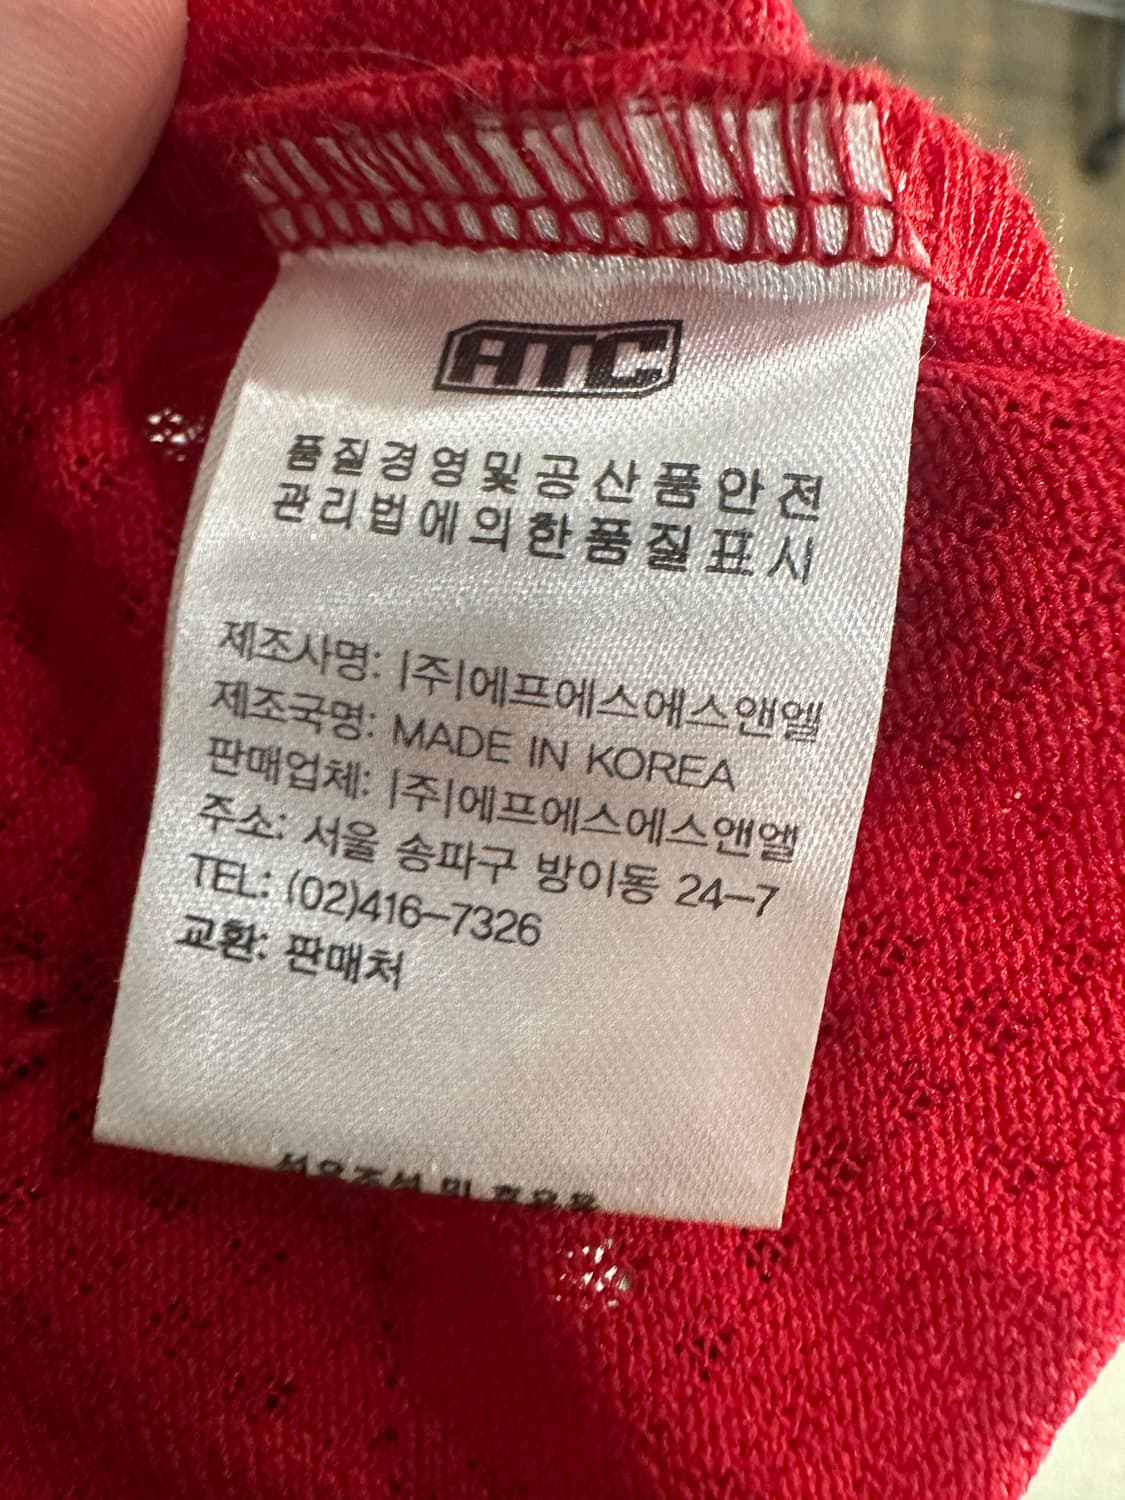 ATC
품질경영및공산품안전
관리법에의한품질표시
제조사명: |주|에프에스에스앤엘
제조국명: MADE IN KOREA
판매업체: |주|에프에스에스앤엘
주소: 서울 송파구 방이동 24-7
TEL: (02)416-7326
교환: 판매처